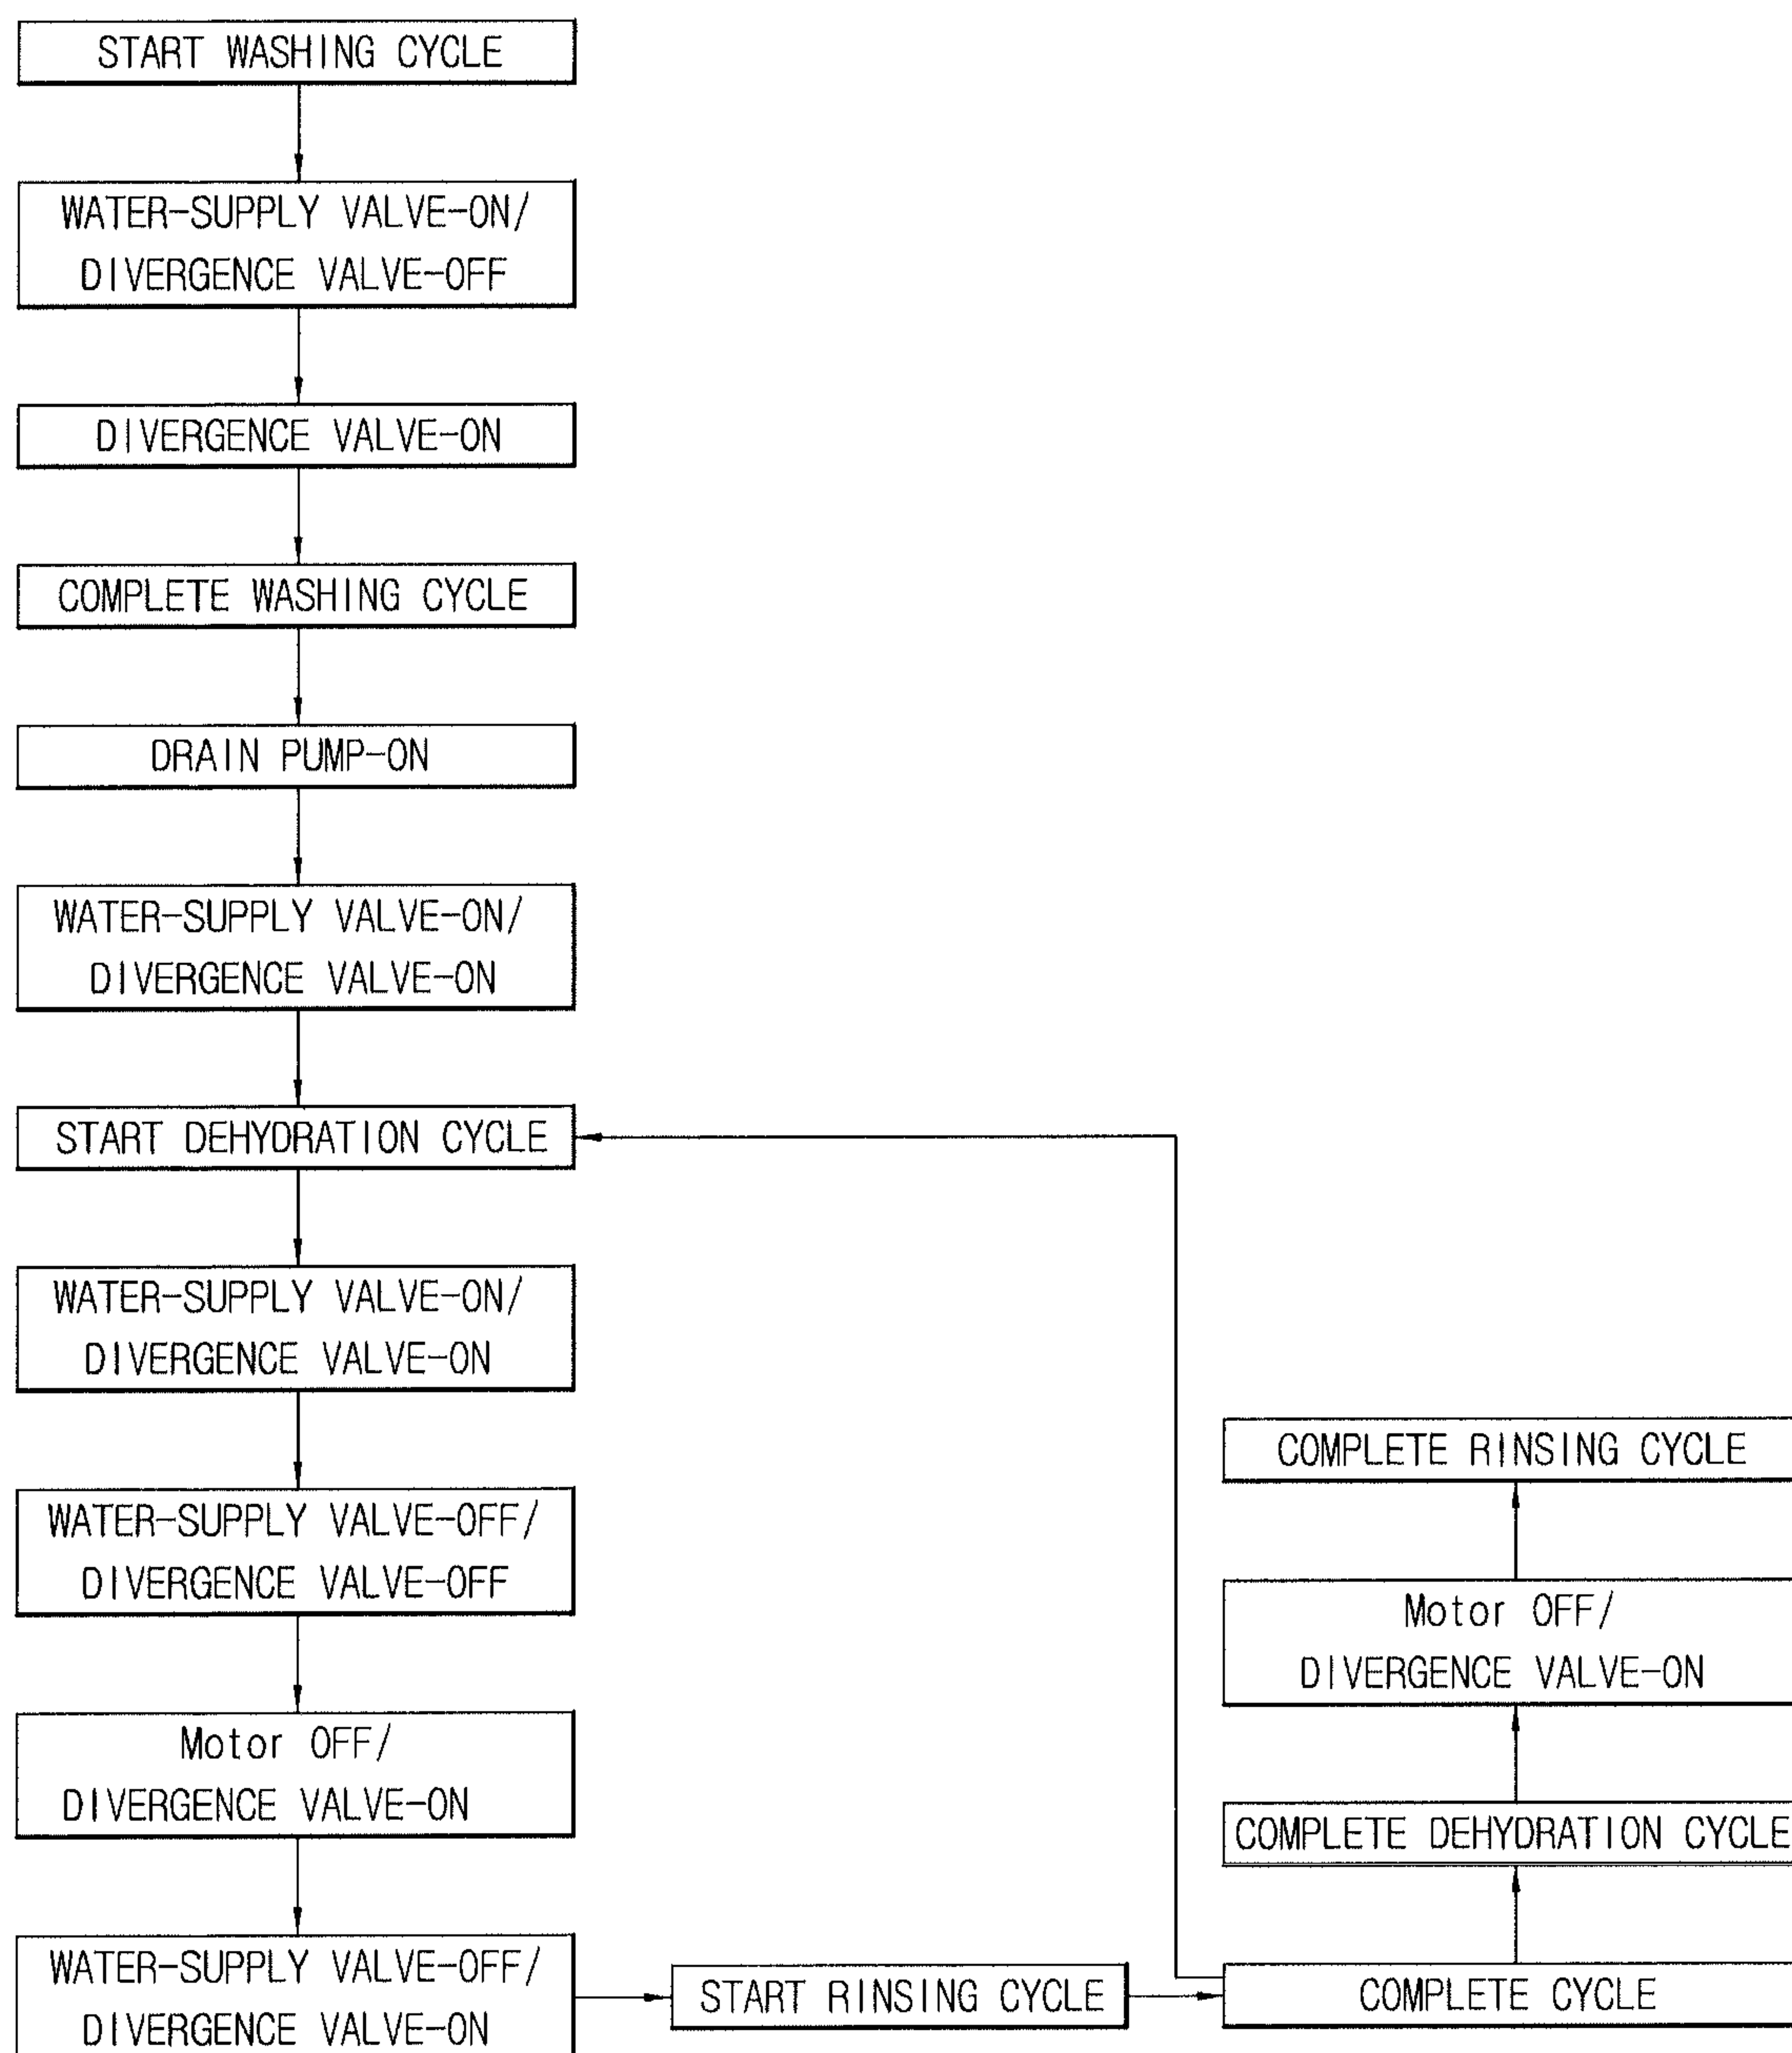 START WASHING CYCLE
WATER-SUPPLY VALVE-ON/
DIVERGENCE VALVE-OFF
DIVERGENCE VALVE-ON
COMPLETE WASHING CYCLE
DRAIN PUMP-ON
WATER-SUPPLY VALVE-ON/
DIVERGENCE VALVE-ON
START DEHYDRATION CYCLE
WATER-SUPPLY VALVE-ON/
DIVERGENCE VALVE-ON
WATER-SUPPLY VALVE-OFF/
DIVERGENCE VALVE-OFF
Motor OFF/
DIVERGENCE VALVE-ON
WATER-SUPPLY VALVE-OFF/
DIVERGENCE VALVE-ON
START RINSING CYCLE
COMPLETE CYCLE
COMPLETE DEHYDRATION CYCLE
Motor OFF/
DIVERGENCE VALVE-ON
COMPLETE RINSING CYCLE